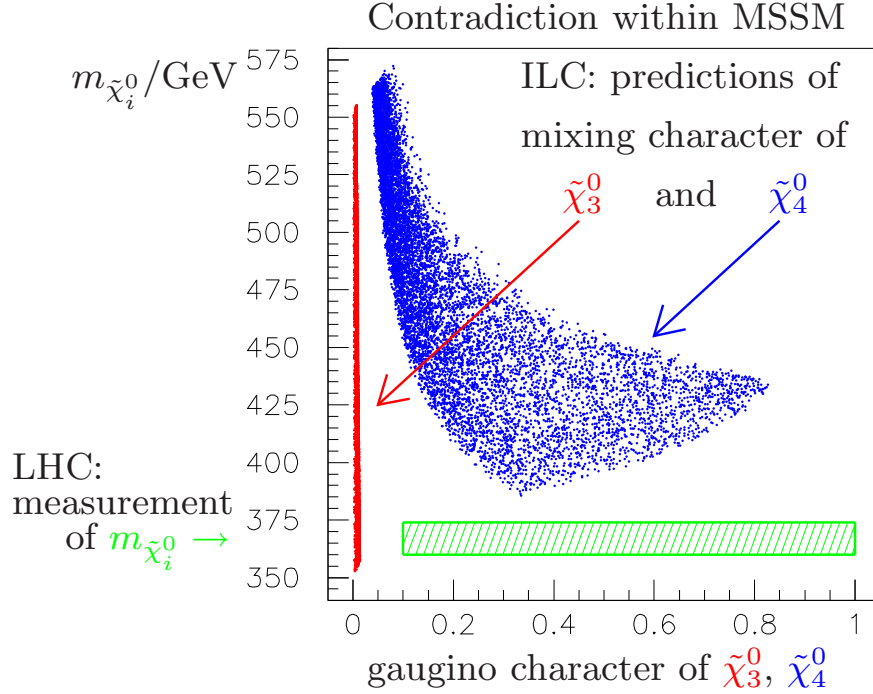 Contradiction within MSSM
m_{χ̃_i^0}/GeV
ILC: predictions of
mixing character of
χ̃_3^0 and χ̃_4^0
575
550
525
500
475
450
425
400
375
350
LHC:
measurement
of m_{χ̃_i^0} →
0 0.2 0.4 0.6 0.8 1
gaugino character of χ̃_3^0, χ̃_4^0